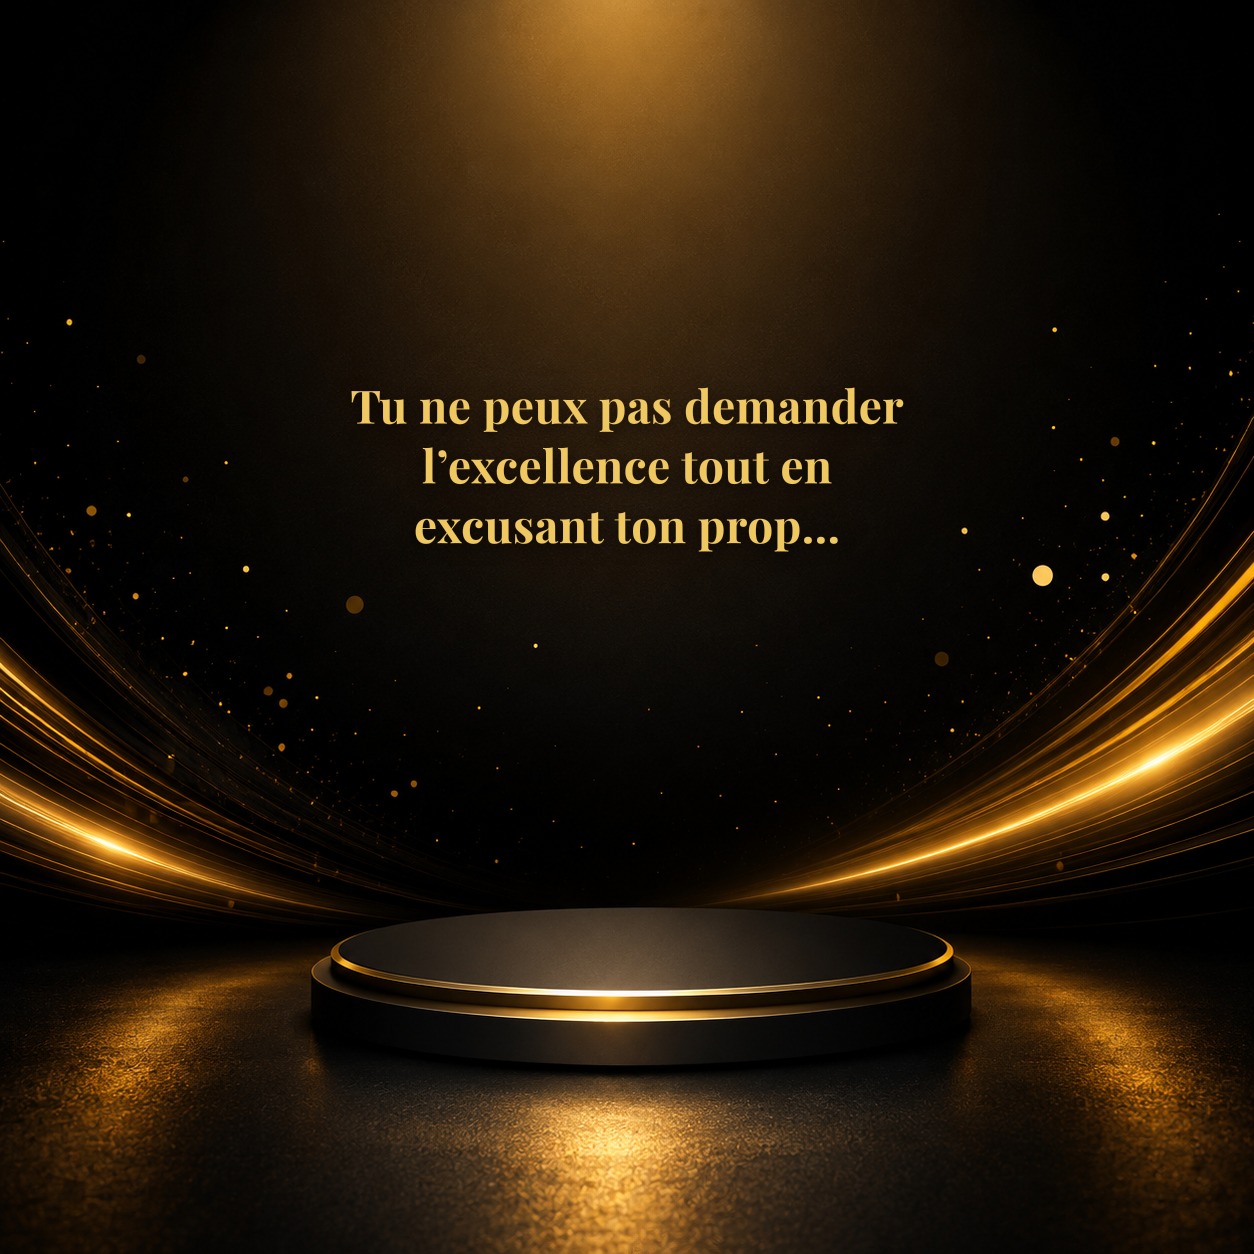 Tu ne peux pas demander
l’excellence tout en
excusant ton prop...